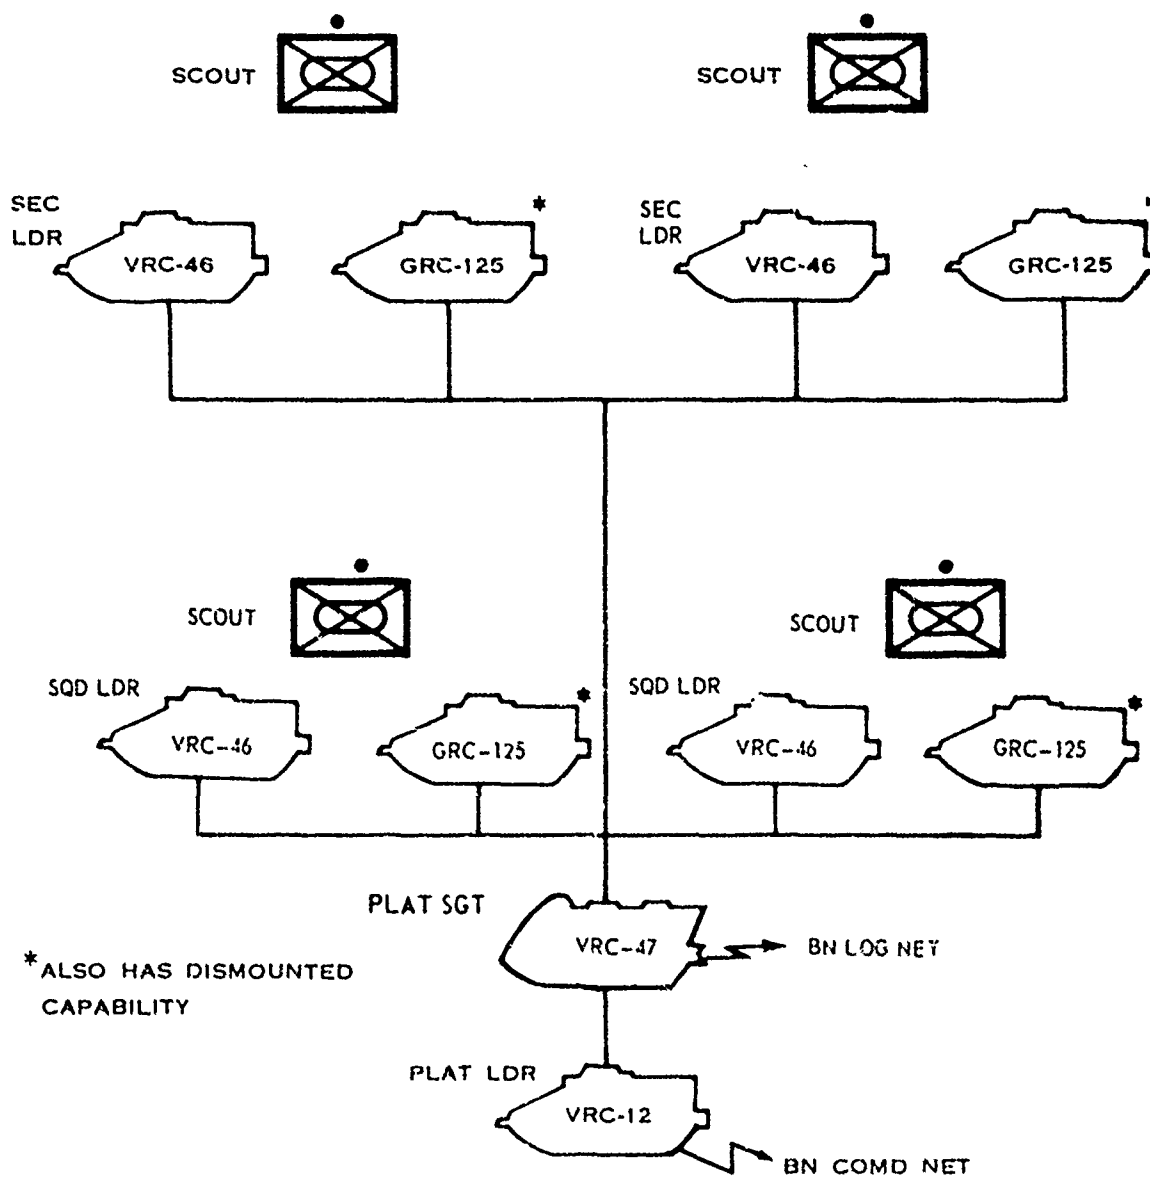 SCOUT
SCOUT
SEC
LDR
VRC-46
*
GRC-125
SEC
LDR
VRC-46
GRC-125
SCOUT
SCOUT
SQD LDR
VRC-46
*
GRC-125
SQD LDR
VRC-46
*
GRC-125
PLAT SGT
VRC-47
BN LOG NET
*ALSO HAS DISMOUNTED
CAPABILITY
PLAT LDR
VRC-12
BN COMD NET